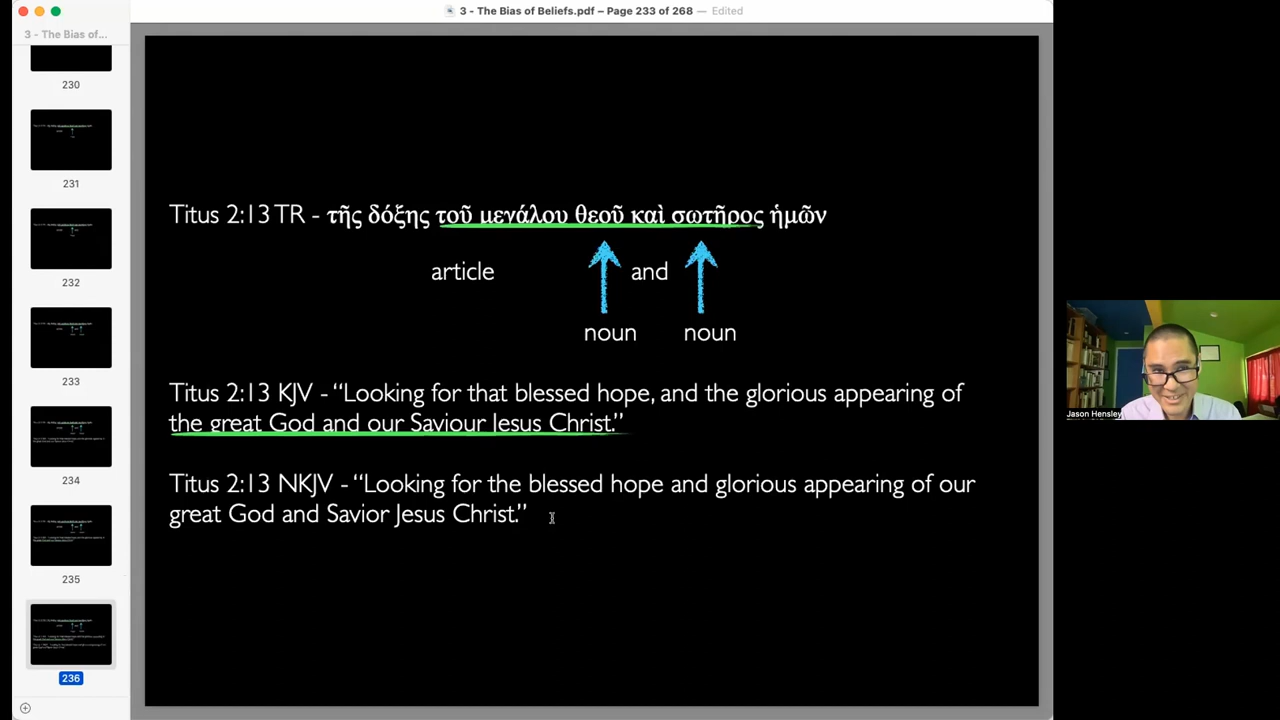 3 - The Bias of Beliefs.pdf – Page 233 of 268 — Edited
3 - The Bias of...
230
231
232
233
234
235
236
Titus 2:13 TR - τῆς δόξης τοῦ μεγάλου θεοῦ καὶ σωτῆρος ἡμῶν
article and
noun noun
Titus 2:13 KJV - “Looking for that blessed hope, and the glorious appearing of
the great God and our Saviour Jesus Christ.”
Titus 2:13 NKJV - “Looking for the blessed hope and glorious appearing of our
great God and Savior Jesus Christ.”
Jason Hensley